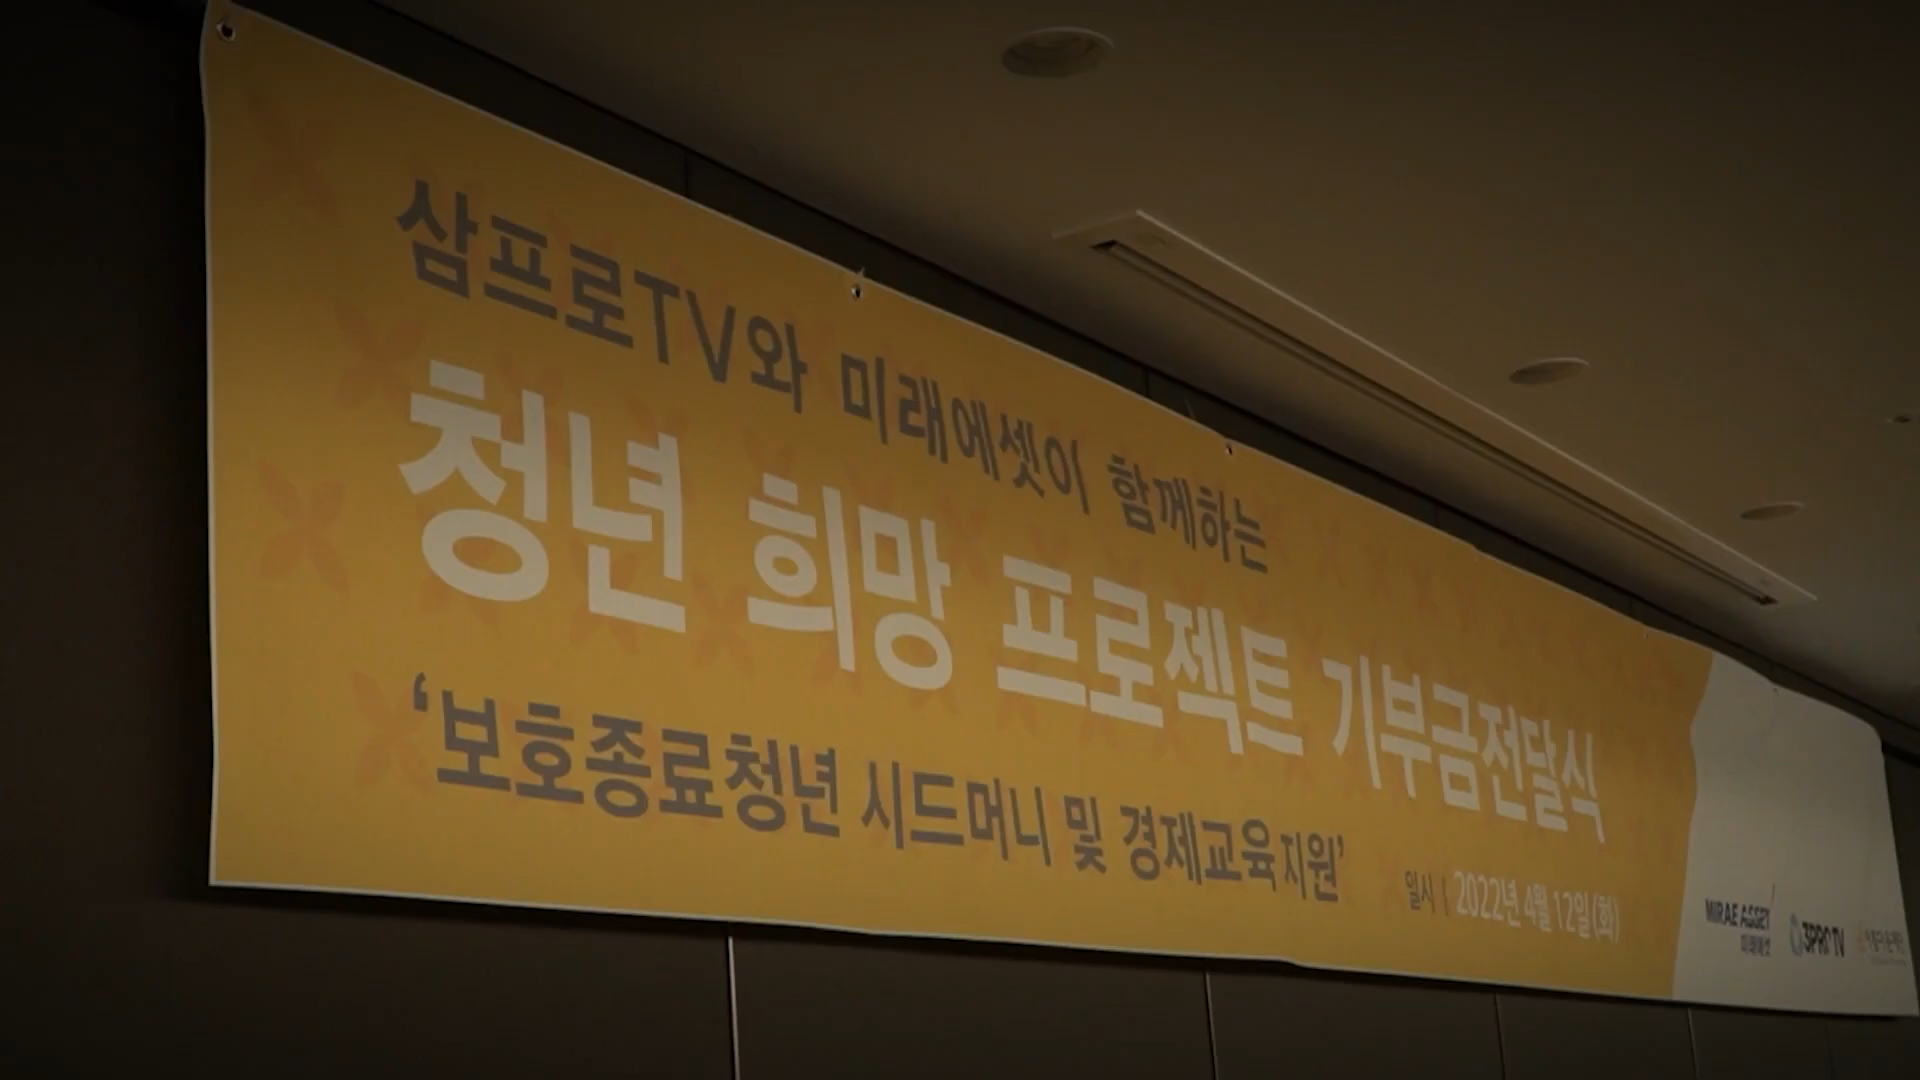 삼프로TV와 미래에셋이 함께하는
청년 희망 프로젝트 기부금전달식
‘보호종료청년 시드머니 및 경제교육지원’
일시 | 2022년 4월 12일(화)
MIRAE ASSET
미래에셋
3PROTV